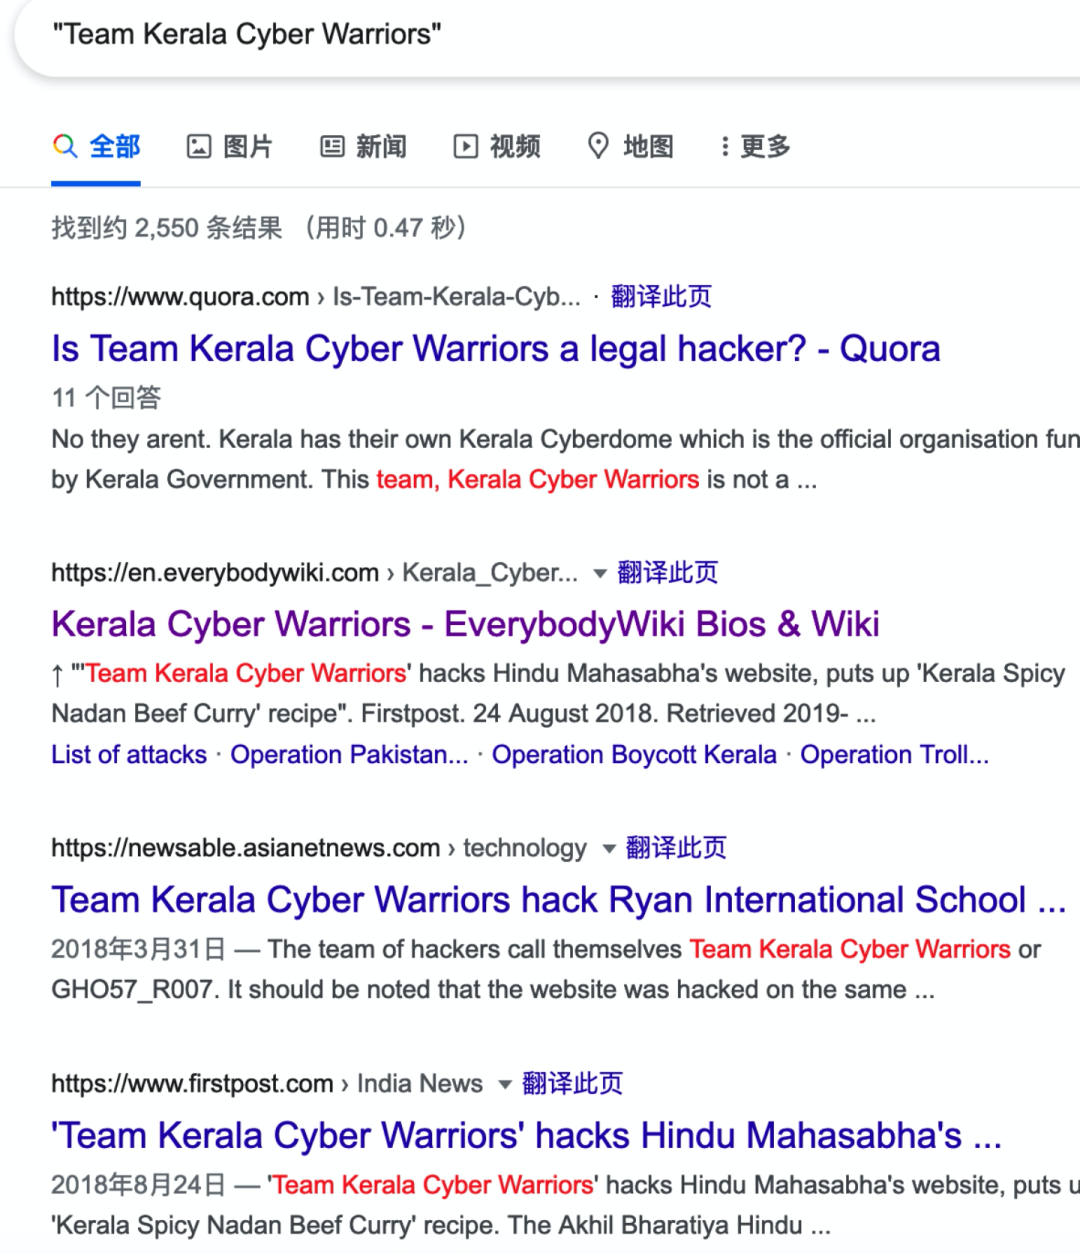 "Team Kerala Cyber Warriors"
全部 图片 新闻 视频 地图 更多
找到约 2,550 条结果 （用时 0.47 秒）
https://www.quora.com › Is-Team-Kerala-Cyb... · 翻译此页
Is Team Kerala Cyber Warriors a legal hacker? - Quora
11 个回答
No they arent. Kerala has their own Kerala Cyberdome which is the official organisation fun
by Kerala Government. This team, Kerala Cyber Warriors is not a ...
https://en.everybodywiki.com › Kerala_Cyber... 翻译此页
Kerala Cyber Warriors - EverybodyWiki Bios & Wiki
↑ "'Team Kerala Cyber Warriors' hacks Hindu Mahasabha's website, puts up 'Kerala Spicy
Nadan Beef Curry' recipe". Firstpost. 24 August 2018. Retrieved 2019- ...
List of attacks · Operation Pakistan... · Operation Boycott Kerala · Operation Troll...
https://newsable.asianetnews.com › technology 翻译此页
Team Kerala Cyber Warriors hack Ryan International School ...
2018年3月31日 — The team of hackers call themselves Team Kerala Cyber Warriors or
GHO57_R007. It should be noted that the website was hacked on the same ...
https://www.firstpost.com › India News 翻译此页
'Team Kerala Cyber Warriors' hacks Hindu Mahasabha's ...
2018年8月24日 — 'Team Kerala Cyber Warriors' hacks Hindu Mahasabha's website, puts u
'Kerala Spicy Nadan Beef Curry' recipe. The Akhil Bharatiya Hindu ...